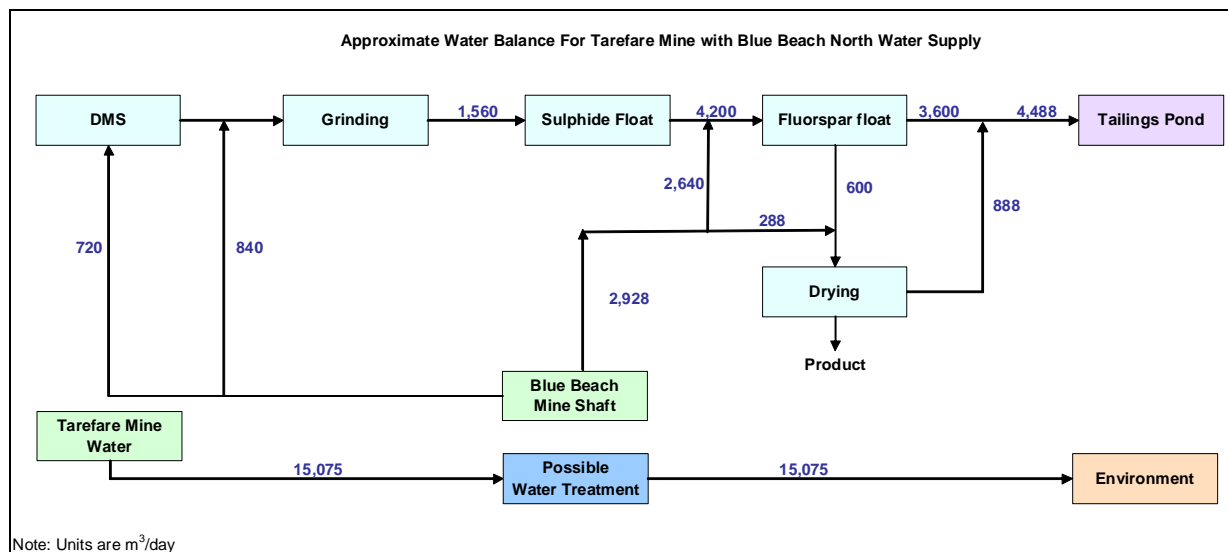 Approximate Water Balance For Tarefare Mine with Blue Beach North Water Supply
DMS
Grinding
1,560
Sulphide Float
4,200
Fluorspar float
3,600
4,488
Tailings Pond
2,640
600
720
840
288
888
2,928
Drying
Product
Blue Beach
Mine Shaft
Tarefare Mine
Water
15,075
Possible
Water Treatment
15,075
Environment
Note: Units are m³/day